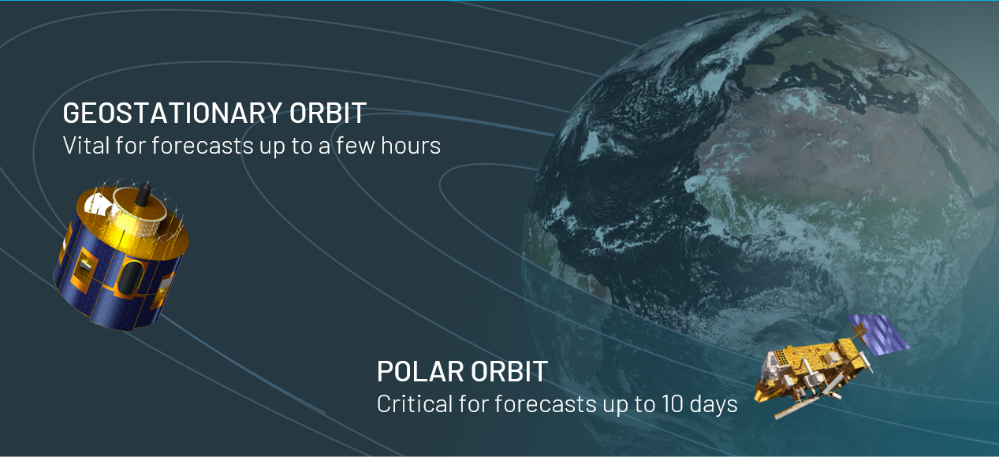 GEOSTATIONARY ORBIT
Vital for forecasts up to a few hours
POLAR ORBIT
Critical for forecasts up to 10 days